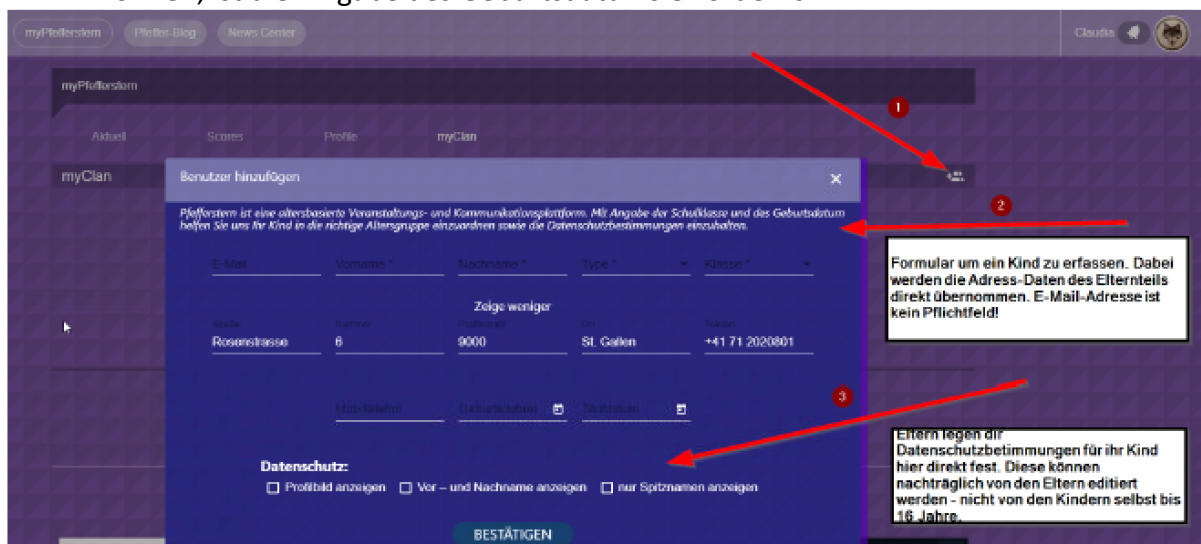 myPfefferstern Pfeffer-Blog News Center Claudia
myPfefferstern
1
Aktuell Scores Profile myClan
myClan Benutzer hinzufügen
2
Pfefferstern ist eine altersbasierte Veranstaltungs- und Kommunikationsplattform. Mit Angabe der Schulklasse und des Geburtsdatum
helfen Sie uns Ihr Kind in die richtige Altersgruppe einzuordnen sowie die Datenschutzbestimmungen einzuhalten.
E-Mail Vorname * Nachname * Type * Klasse *
Formular um ein Kind zu erfassen. Dabei
werden die Adress-Daten des Elternteils
direkt übernommen. E-Mail-Adresse ist
kein Pflichtfeld!
Zeige weniger
Nummer Postleitzahl Ort Telefon
Rosenstrasse 6 9000 St. Gallen +41 71 2020801
3
Mobiltelefon Geburtsdatum
Eltern legen dir
Datenschutzbetimmungen für ihr Kind
hier direkt fest. Diese können
nachträglich von den Eltern editiert
werden - nicht von den Kindern selbst bis
16 Jahre.
Datenschutz:
Profilbild anzeigen Vor – und Nachname anzeigen nur Spitznamen anzeigen
BESTÄTIGEN